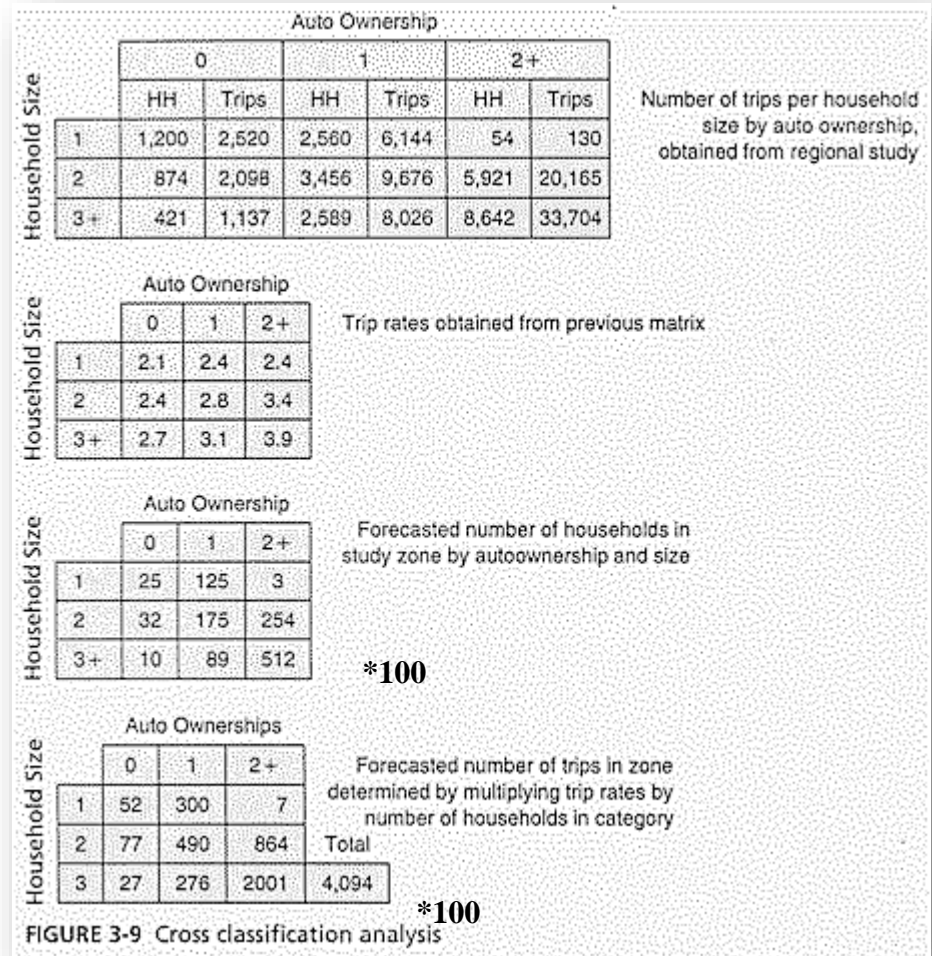 Auto Ownership
0 1 2+
HH Trips HH Trips HH Trips
1 1,200 2,520 2,560 6,144 54 130
2 874 2,098 3,456 9,676 5,921 20,165
3+ 421 1,137 2,589 8,026 8,642 33,704
Household Size
Number of trips per household
size by auto ownership,
obtained from regional study
Auto Ownership
0 1 2+
1 2.1 2.4 2.4
2 2.4 2.8 3.4
3+ 2.7 3.1 3.9
Household Size
Trip rates obtained from previous matrix
Auto Ownership
0 1 2+
1 25 125 3
2 32 175 254
3+ 10 89 512
Household Size
Forecasted number of households in
study zone by autoownership and size
*100
Auto Ownerships
0 1 2+
1 52 300 7
2 77 490 864 Total
3 27 276 2001 4,094
Household Size
Forecasted number of trips in zone
determined by multiplying trip rates by
number of households in category
*100
FIGURE 3-9 Cross classification analysis